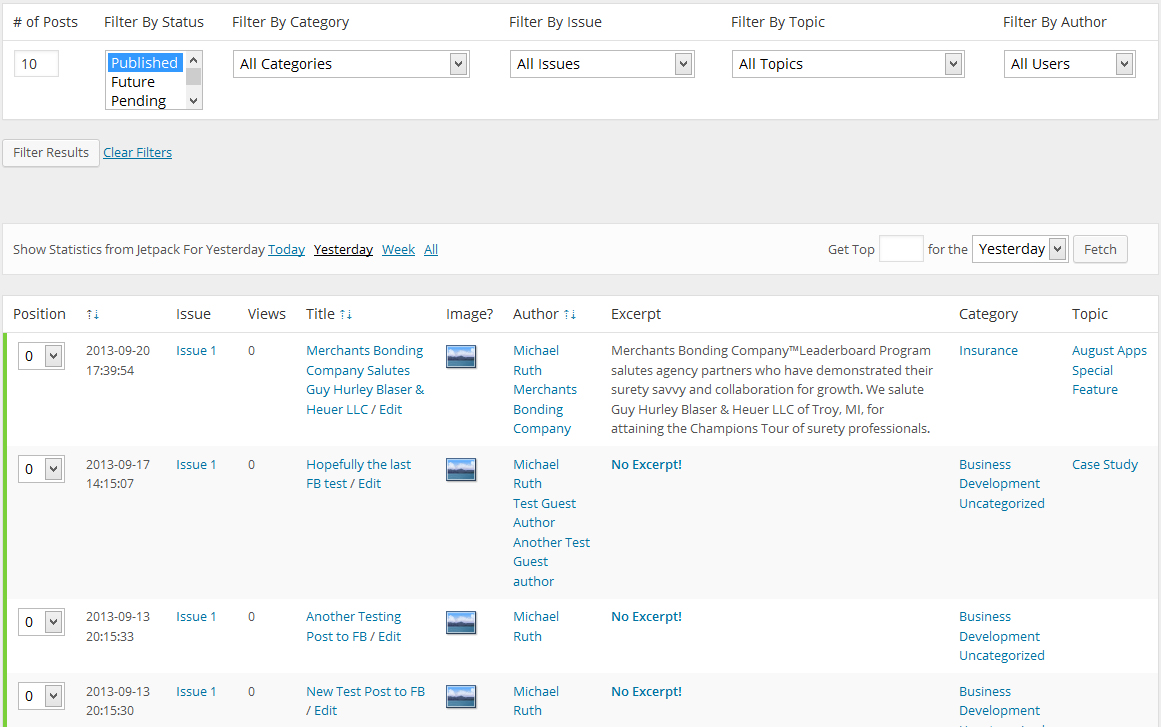 # of Posts Filter By Status Filter By Category Filter By Issue Filter By Topic Filter By Author
10 Published All Categories All Issues All Topics All Users
Future
Pending
Filter Results Clear Filters
Show Statistics from Jetpack For Yesterday Today Yesterday Week All Get Top for the Yesterday Fetch
Position ↑↓ Issue Views Title ↑↓ Image? Author ↑↓ Excerpt Category Topic
0 2013-09-20 Issue 1 0 Merchants Bonding Michael Merchants Bonding Company™Leaderboard Program Insurance August Apps
17:39:54 Company Salutes Ruth salutes agency partners who have demonstrated their Special
Guy Hurley Blaser & Merchants surety savvy and collaboration for growth. We salute Feature
Heuer LLC / Edit Bonding Guy Hurley Blaser & Heuer LLC of Troy, MI, for
Company attaining the Champions Tour of surety professionals.
0 2013-09-17 Issue 1 0 Hopefully the last Michael No Excerpt! Business Case Study
14:15:07 FB test / Edit Ruth Development
Test Guest Uncategorized
Author
Another Test
Guest
author
0 2013-09-13 Issue 1 0 Another Testing Michael No Excerpt! Business
20:15:33 Post to FB / Edit Ruth Development
Uncategorized
0 2013-09-13 Issue 1 0 New Test Post to FB Michael No Excerpt! Business
20:15:30 / Edit Ruth Development